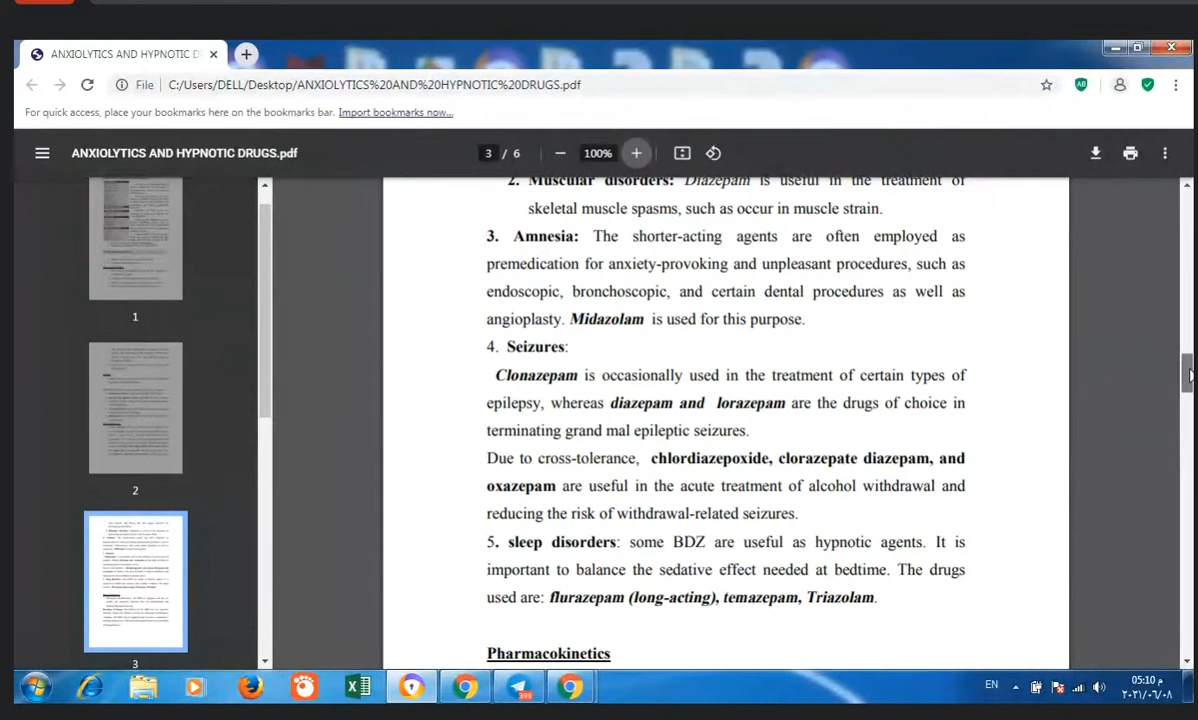 ANXIOLYTICS AND HYPNOTIC D
File
C:/Users/DELL/Desktop/ANXIOLYTICS%20AND%20HYPNOTIC%20DRUGS.pdf
For quick access, place your bookmarks here on the bookmarks bar. Import bookmarks now...
ANXIOLYTICS AND HYPNOTIC DRUGS.pdf
3 / 6
100%
1
2
3
2. Muscular disorders: Diazepam is useful in the treatment of
skeletal muscle spasms, such as occur in muscle strain.
3. Amnesia: The shorter-acting agents are often employed as
premedication for anxiety-provoking and unpleasant procedures, such as
endoscopic, bronchoscopic, and certain dental procedures as well as
angioplasty. Midazolam is used for this purpose.
4. Seizures:
Clonazepam is occasionally used in the treatment of certain types of
epilepsy, whereas diazepam and lorazepam are the drugs of choice in
terminating grand mal epileptic seizures.
Due to cross-tolerance, chlordiazepoxide, clorazepate diazepam, and
oxazepam are useful in the acute treatment of alcohol withdrawal and
reducing the risk of withdrawal-related seizures.
5. sleep disorders: some BDZ are useful as hypnotic agents. It is
important to balance the sedative effect needed at bedtime. The drugs
used are: flurazepam (long-acting), temazepam, Triazolam.
Pharmacokinetics
EN
05:10 م
٢٠٢١/٠٦/٠٨